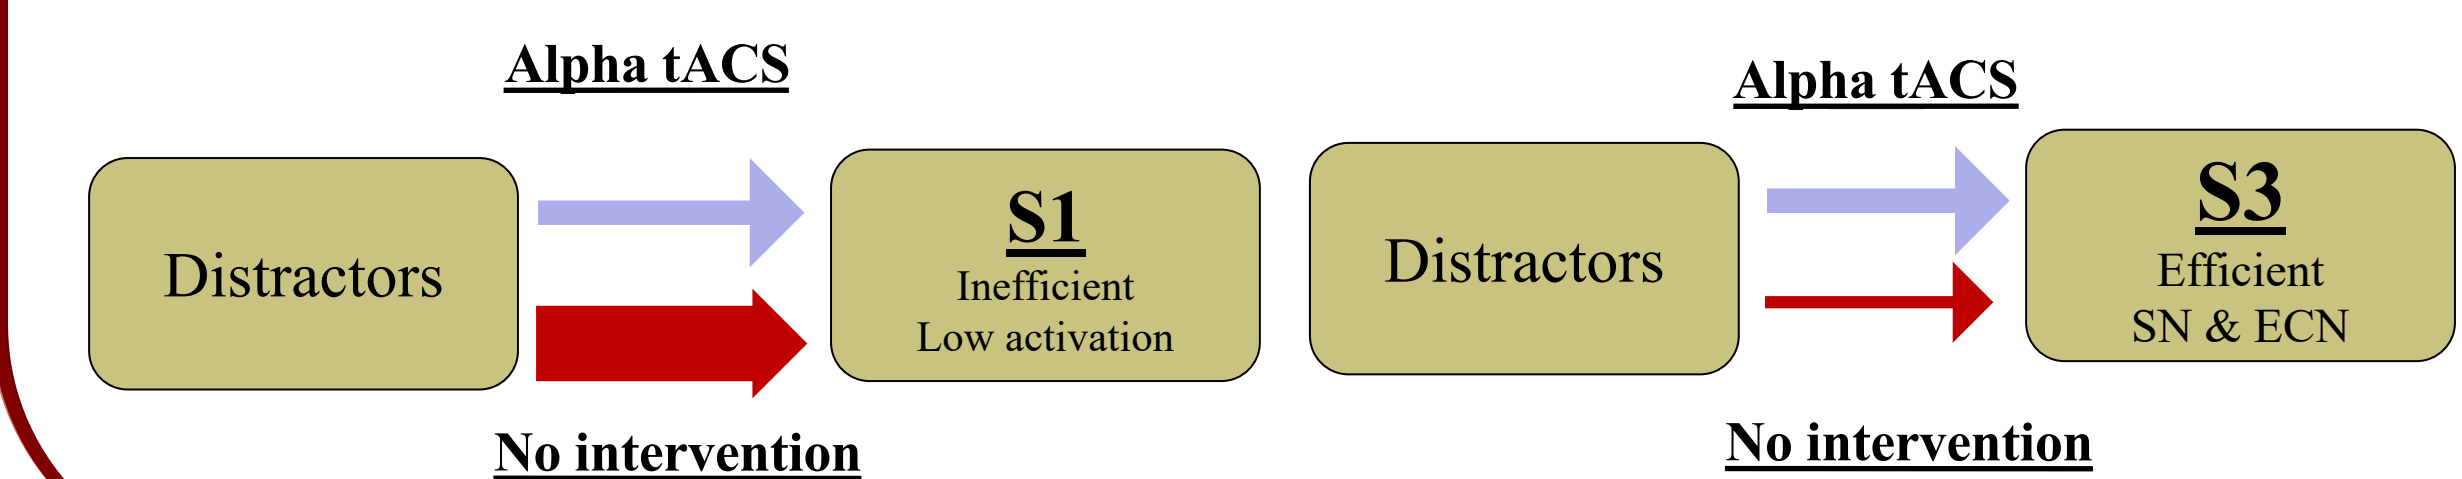 Alpha tACS
Distractors
S1
Inefficient
Low activation
No intervention
Alpha tACS
Distractors
S3
Efficient
SN & ECN
No intervention